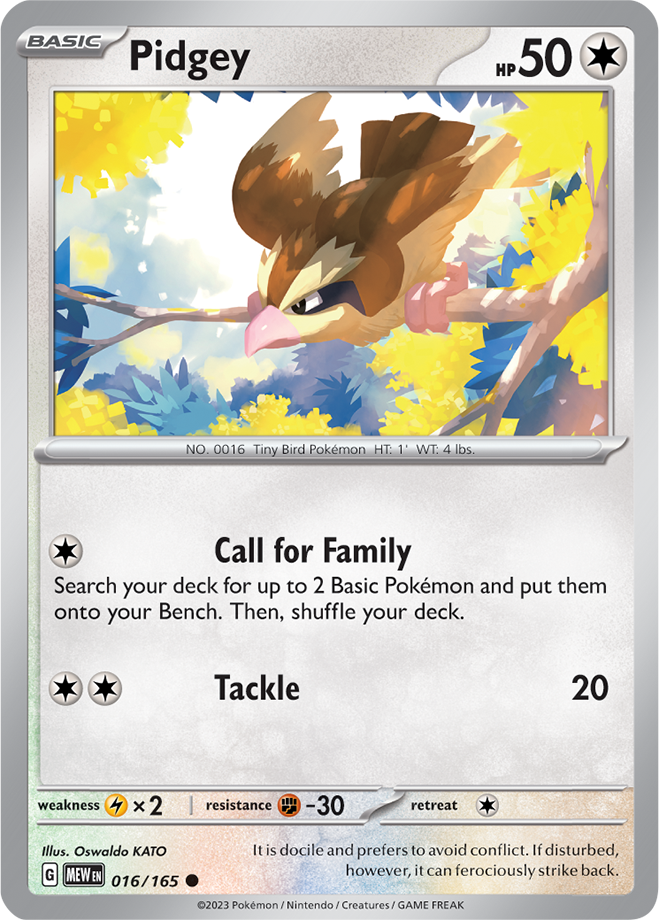 BASIC Pidgey HP 50
NO. 0016 Tiny Bird Pokémon HT: 1' WT: 4 lbs.
Call for Family
Search your deck for up to 2 Basic Pokémon and put them
onto your Bench. Then, shuffle your deck.
Tackle 20
weakness ×2 resistance -30 retreat
Illus. Oswaldo KATO
It is docile and prefers to avoid conflict. If disturbed,
however, it can ferociously strike back.
G MEW EN 016/165
©2023 Pokémon / Nintendo / Creatures / GAME FREAK